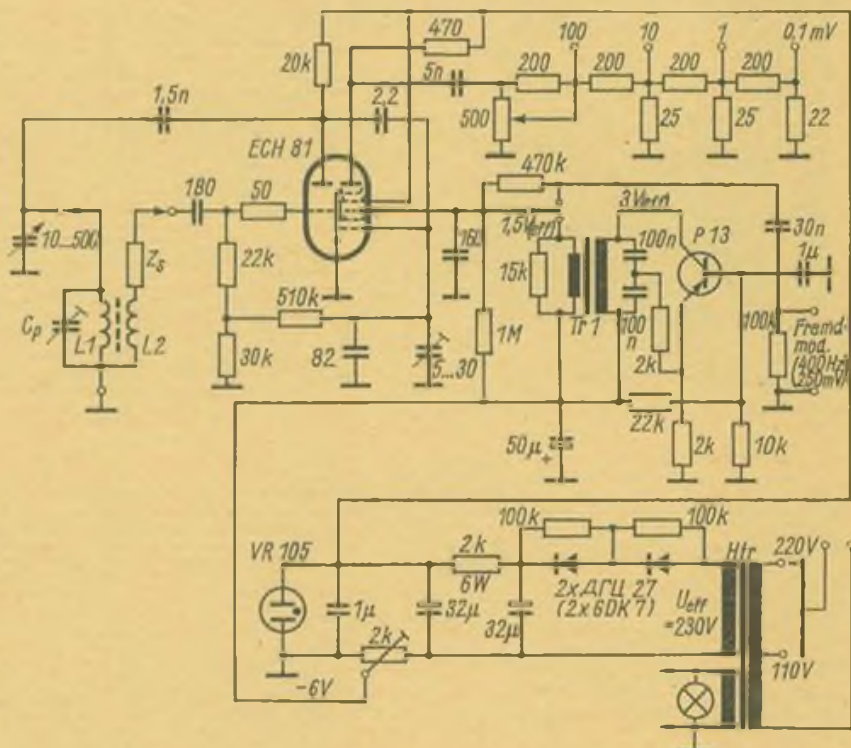 470 100 10 1 0,1 mV
20k 5n 200 200 200 200
1,5n 2,2 500 25 25 22
ECH 81
180 50 470k
10...500 Zs 22k 160 1,5Veff 3Veff P 13 30n
15k 100n 1µ
Cp L1 L2 510k 1M Tr 1 100n 2k 100k Fremd-
mod.
(400Hz)
(250mV)
30k 82 5...30 22k
50µ + 2k 10k
100k 100k
VR 105 2k Htr 220V
6W 2x ДГЦ 27
(2x 6DK 7) Ueff
=230V
1µ 32µ 32µ
2k 110V
-6V